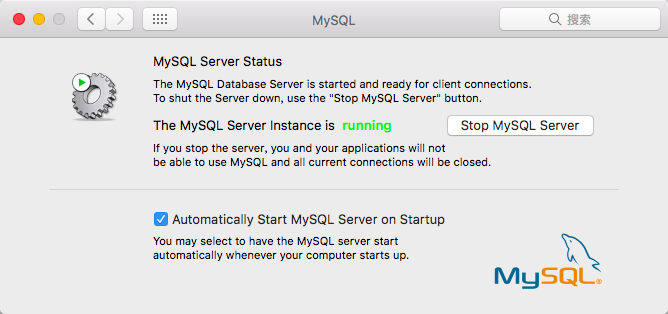 MySQL
搜索
MySQL Server Status
The MySQL Database Server is started and ready for client connections.
To shut the Server down, use the "Stop MySQL Server" button.
The MySQL Server Instance is running
Stop MySQL Server
If you stop the server, you and your applications will not
be able to use MySQL and all current connections will be closed.
Automatically Start MySQL Server on Startup
You may select to have the MySQL server start
automatically whenever your computer starts up.
MySQL®